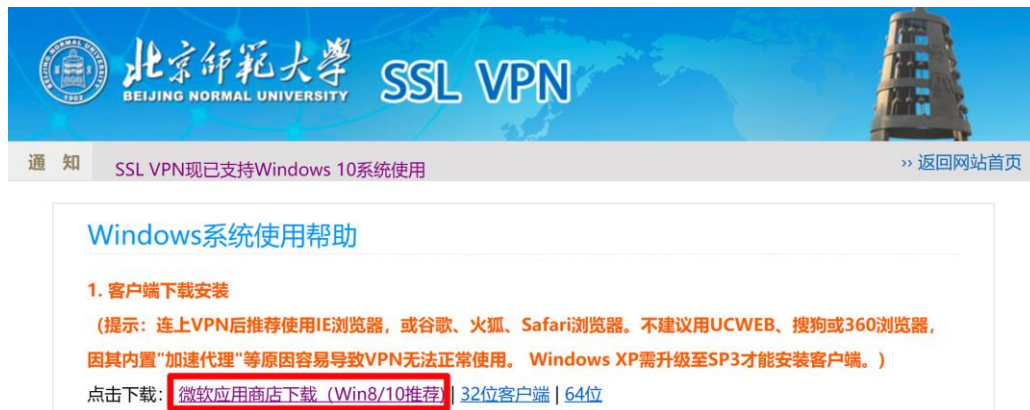 北京师范大学
BEIJING NORMAL UNIVERSITY
SSL VPN
BEIJING NORMAL UNIVERSITY
1902
通 知
SSL VPN现已支持Windows 10系统使用
›› 返回网站首页
Windows系统使用帮助
1. 客户端下载安装
(提示：连上VPN后推荐使用IE浏览器，或谷歌、火狐、Safari浏览器。不建议用UCWEB、搜狗或360浏览器，
因其内置"加速代理"等原因容易导致VPN无法正常使用。 Windows XP需升级至SP3才能安装客户端。)
点击下载： 微软应用商店下载（Win8/10推荐) | 32位客户端 | 64位